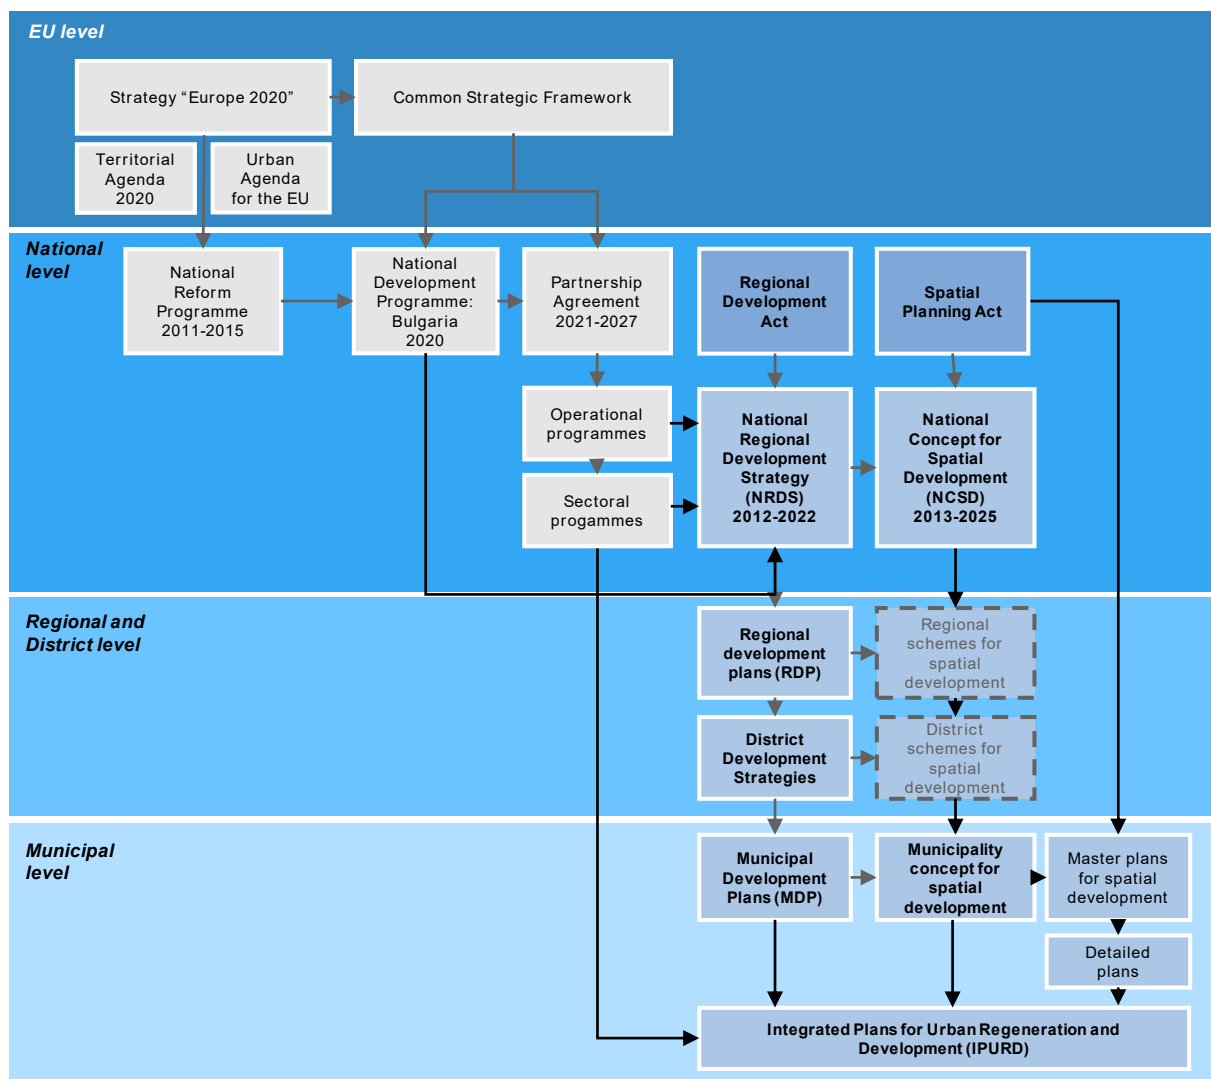 EU level
Strategy “Europe 2020”
Common Strategic Framework
Territorial
Agenda
2020
Urban
Agenda
for the EU
National
level
National
Reform
Programme
2011-2015
National
Development
Programme:
Bulgaria
2020
Partnership
Agreement
2021-2027
Regional
Development
Act
Spatial
Planning Act
Operational
programmes
Sectoral
progammes
National
Regional
Development
Strategy
(NRDS)
2012-2022
National
Concept for
Spatial
Development
(NCSD)
2013-2025
Regional and
District level
Regional
development
plans (RDP)
Regional
schemes for
spatial
development
District
Development
Strategies
District
schemes for
spatial
development
Municipal
level
Municipal
Development
Plans (MDP)
Municipality
concept for
spatial
development
Master plans
for spatial
development
Detailed
plans
Integrated Plans for Urban Regeneration and
Development (IPURD)